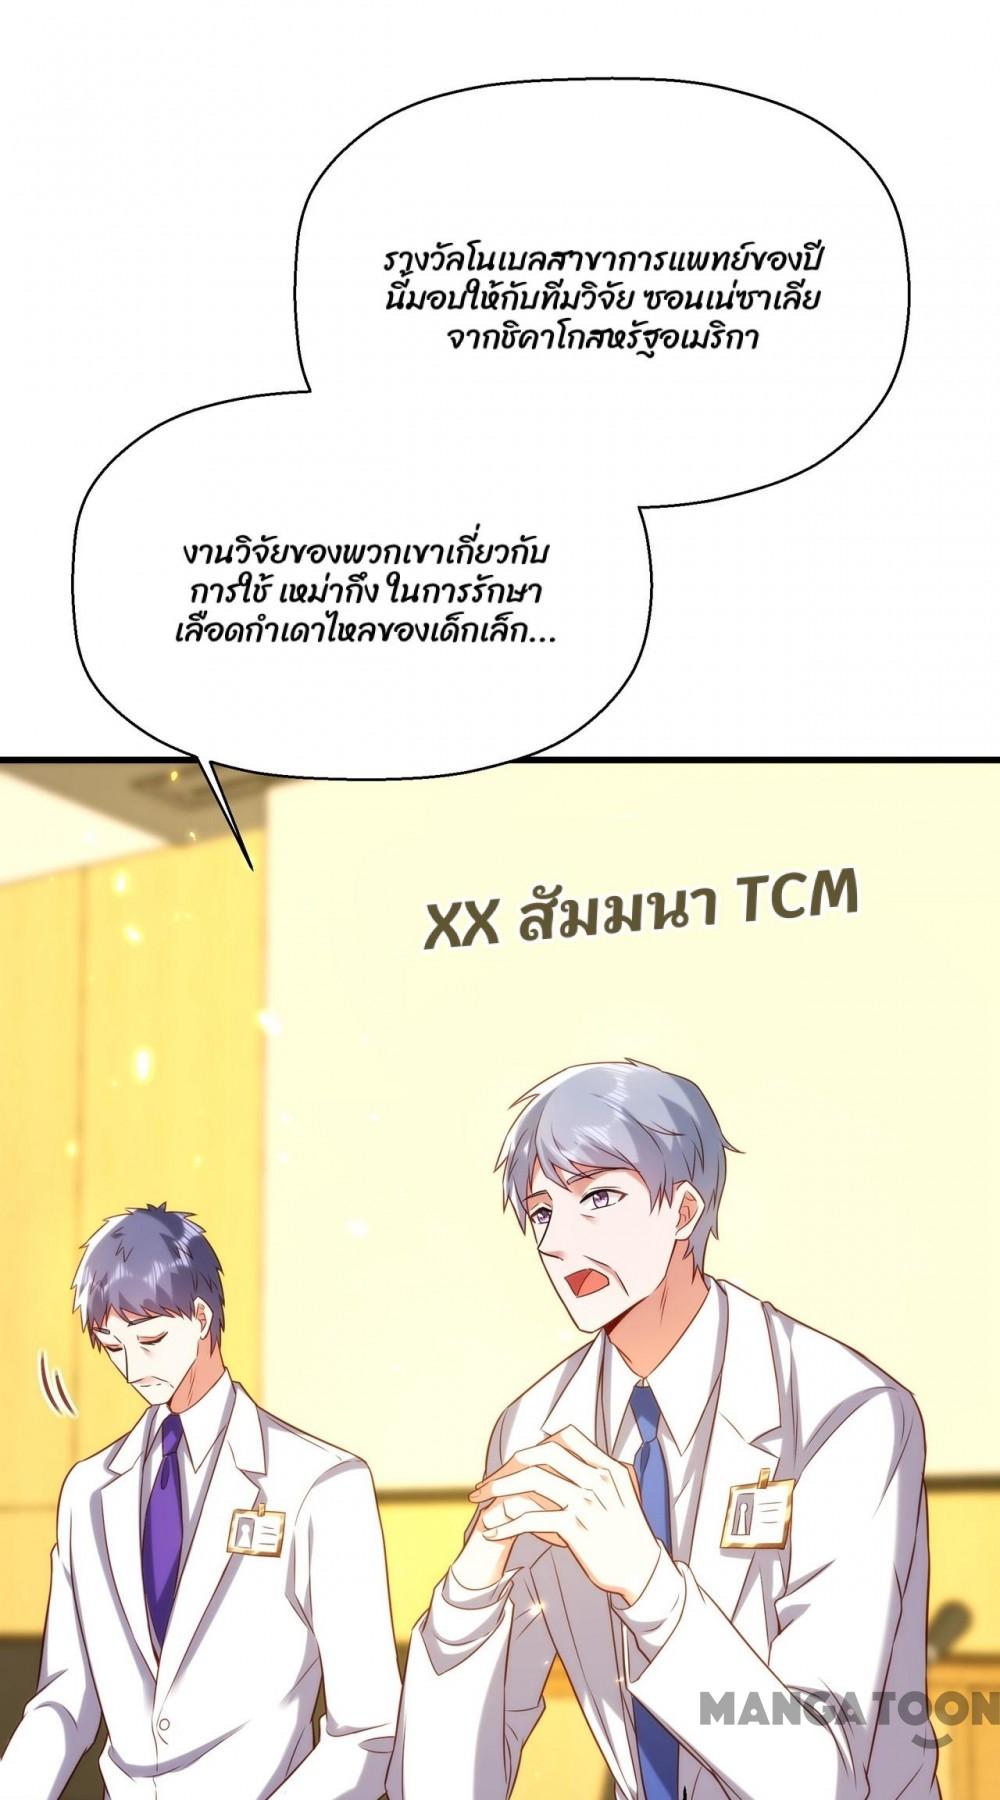 รางวัลโนเบลสาขาการแพทย์ของปี
นี้มอบให้กับทีมวิจัย ซอนเน่ซาเลีย
จากชิคาโกสหรัฐอเมริกา
งานวิจัยของพวกเขาเกี่ยวกับ
การใช้ เหม่ากึง ในการรักษา
เลือดกำเดาไหลของเด็กเล็ก...
XX สัมมนา TCM
MANGATOON